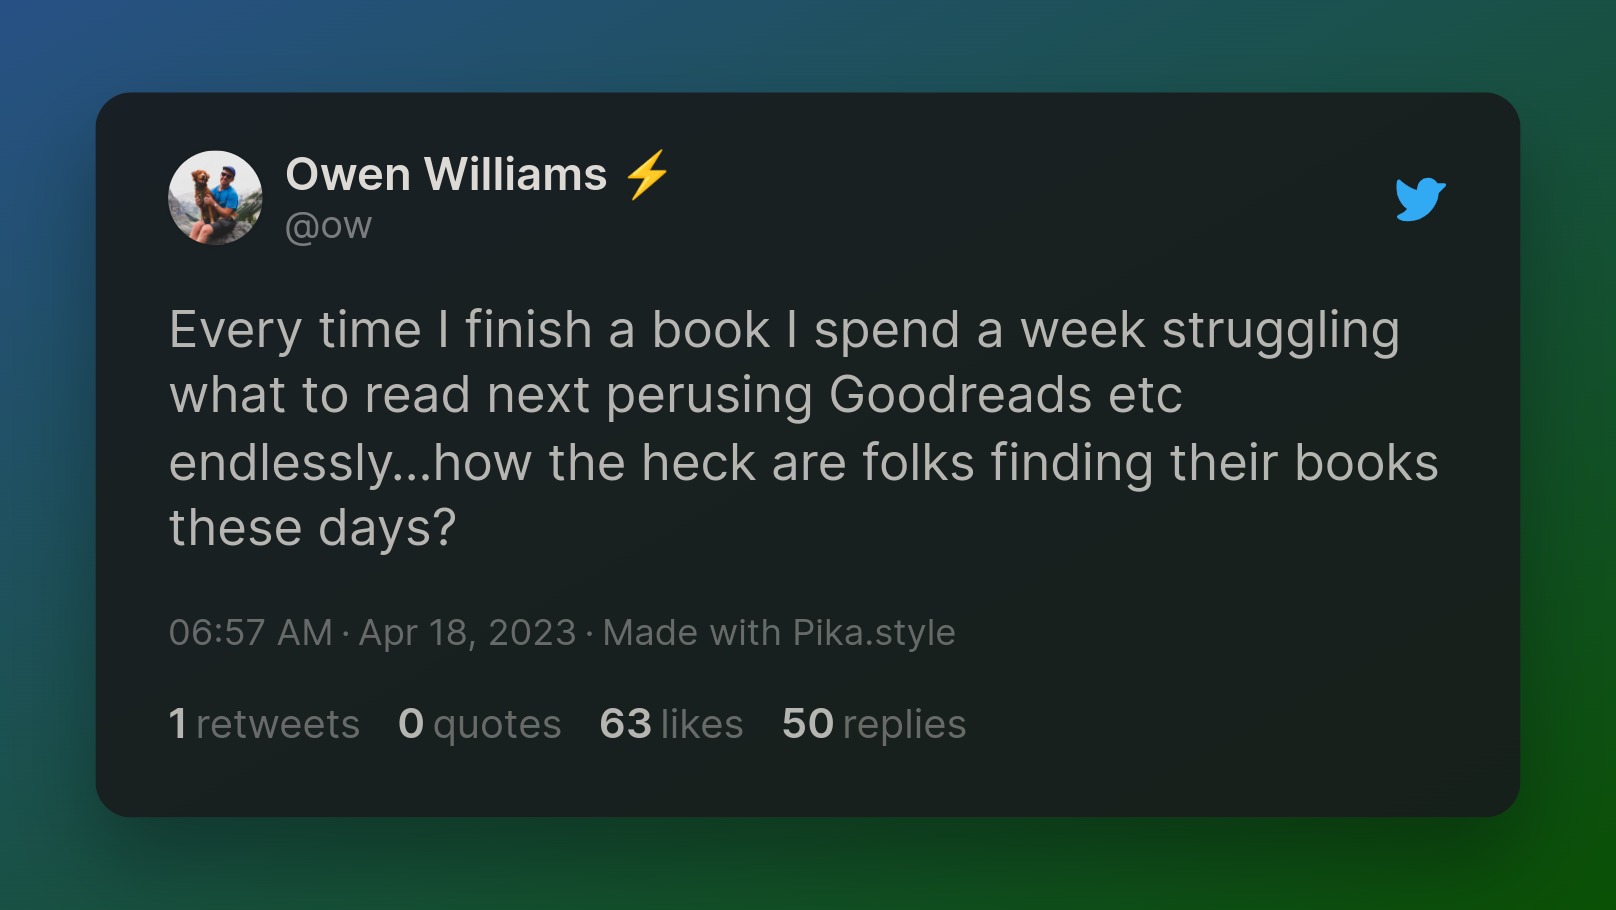 Owen Williams ⚡
@ow
Every time I finish a book I spend a week struggling
what to read next perusing Goodreads etc
endlessly...how the heck are folks finding their books
these days?
06:57 AM · Apr 18, 2023 · Made with Pika.style
1 retweets 0 quotes 63 likes 50 replies